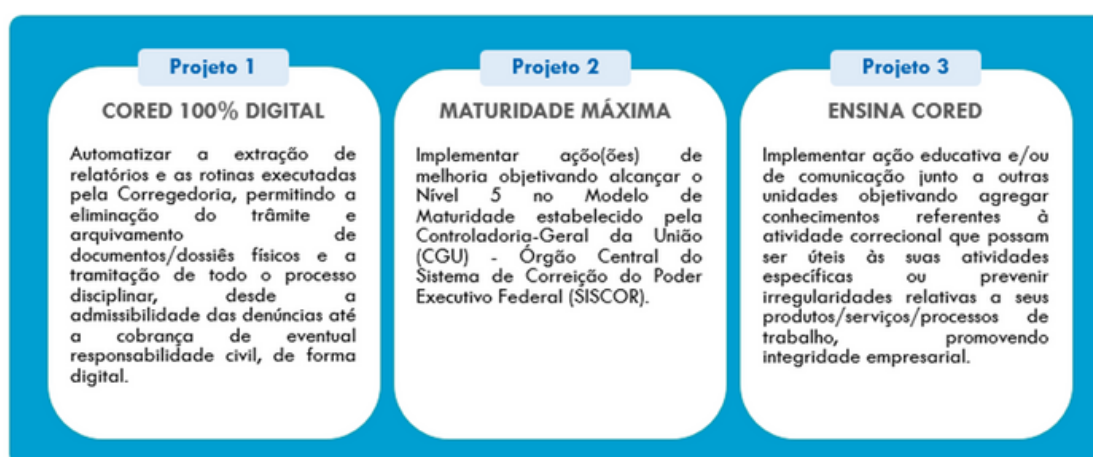 Projeto 1
CORED 100% DIGITAL
Automatizar a extração de
relatórios e as rotinas executadas
pela Corregedoria, permitindo a
eliminação do trâmite e
arquivamento de
documentos/dossiês físicos e a
tramitação de todo o processo
disciplinar, desde a
admissibilidade das denúncias até
a cobrança de eventual
responsabilidade civil, de forma
digital.
Projeto 2
MATURIDADE MÁXIMA
Implementar açõo(ões) de
melhoria objetivando alcançar o
Nível 5 no Modelo de
Maturidade estabelecido pela
Controladoria-Geral da União
(CGU) - Órgão Central do
Sistema de Correição do Poder
Executivo Federal (SISCOR).
Projeto 3
ENSINA CORED
Implementar ação educativa e/ou
de comunicação junto a outras
unidades objetivando agregar
conhecimentos referentes à
atividade correcional que possam
ser úteis às suas atividades
específicas ou prevenir
irregularidades relativas a seus
produtos/serviços/processos de
trabalho, promovendo
integridade empresarial.